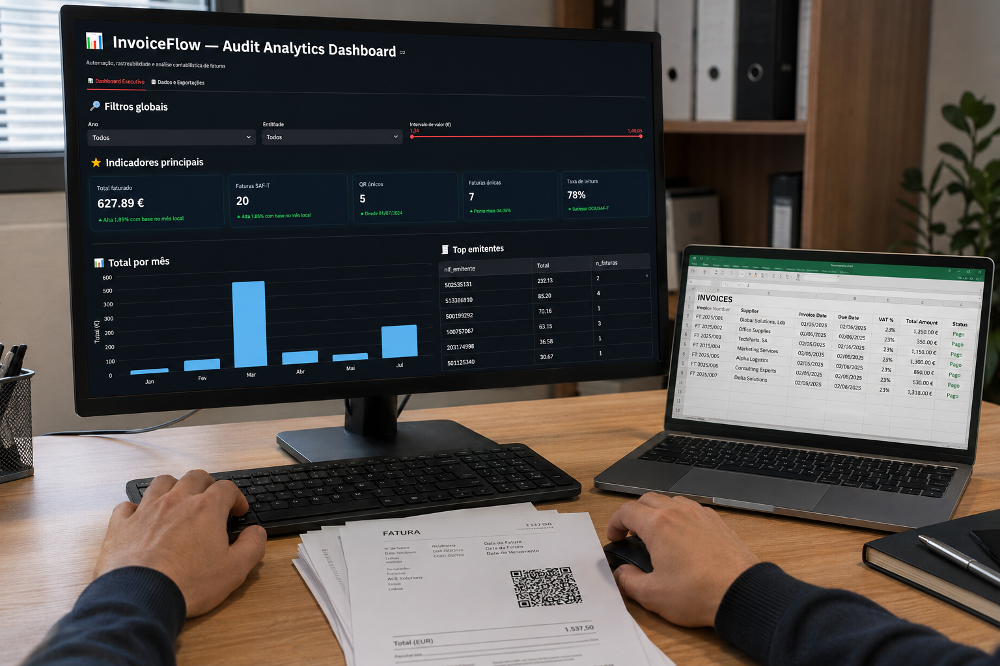 InvoiceFlow — Audit Analytics Dashboard
Automação, rastreabilidade e análise contabilística de faturas
Dashboard Executivo
Dados e Exportações
Filtros globais
Ano
Entidade
Intervalo de valor (€)
Todos
Todos
1,34
1,49.05
Indicadores principais
Total faturado
627.89 €
Alta 1.85% com base no mês local
Faturas SAF-T
20
Alta 1.85% com base no mês local
QR únicos
5
Desde 01/07/2024
Faturas únicas
7
Pento mais 04.05%
Taxa de leitura
78%
Sucesso OCR/SAF-T
Total por mês
Total (€)
600
500
300
300
200
200
100
0
Jan
Fev
Mar
Abr
Mai
Jul
Top emitentes
nif_emitente Total n_faturas
502535131 232.13 2
513386910 85.20 4
500199292 70.16 1
500757067 63.15 3
203174998 36.58 1
501125340 30.67 1
INVOICES
Invoice Number Supplier Invoice Date Due Date VAT % Total Amount Status
FT 2025/001 Global Solutions, Lda 02/05/2025 02/06/2025 23% 1,250.00 € Pago
FT 2025/002 Office Supplies 02/06/2025 02/06/2025 23% 350.00 € Pago
FT 2025/003 TechParts, SA 02/05/2025 02/06/2025 23% 1,150.00 € Pago
FT 2025/004 Marketing Services 02/05/2025 02/06/2025 23% 1,300.00 € Pago
FT 2025/005 Alpha Logistics 02/05/2025 02/06/2025 23% 890.00 € Pago
FT 2025/006 Consulting Experts 02/05/2025 02/06/2025 23% 530.00 € Pago
FT 2025/007 Delta Solutions 02/05/2025 02/06/2025 23% 1,318.00 € Pago
FATURA
Data da Fatura
Data da Fatura
Data de Vencimento
ACE Solutions
Lisboa
1.537,50
Total (EUR)